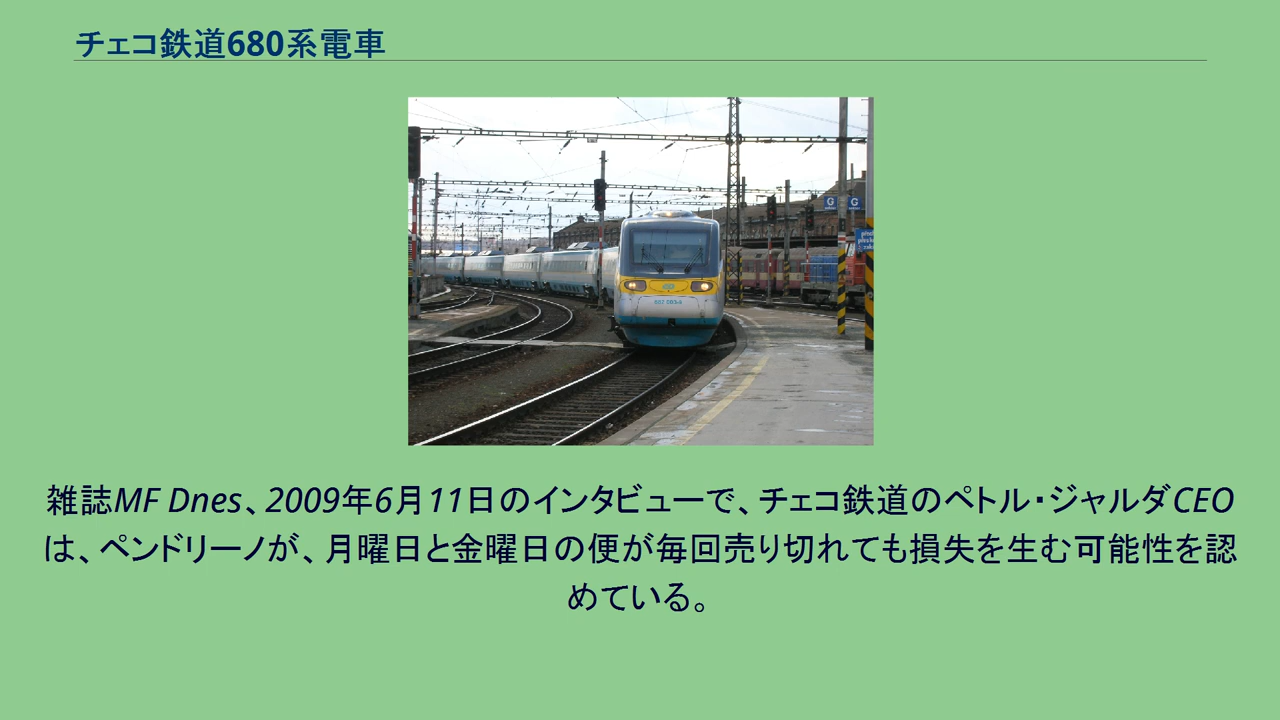 チェコ鉄道680系電車
G
G
雑誌MF Dnes、2009年6月11日のインタビューで、チェコ鉄道のペトル・ジャルダCEO
は、ペンドリーノが、月曜日と金曜日の便が毎回売り切れても損失を生む可能性を認
めている。